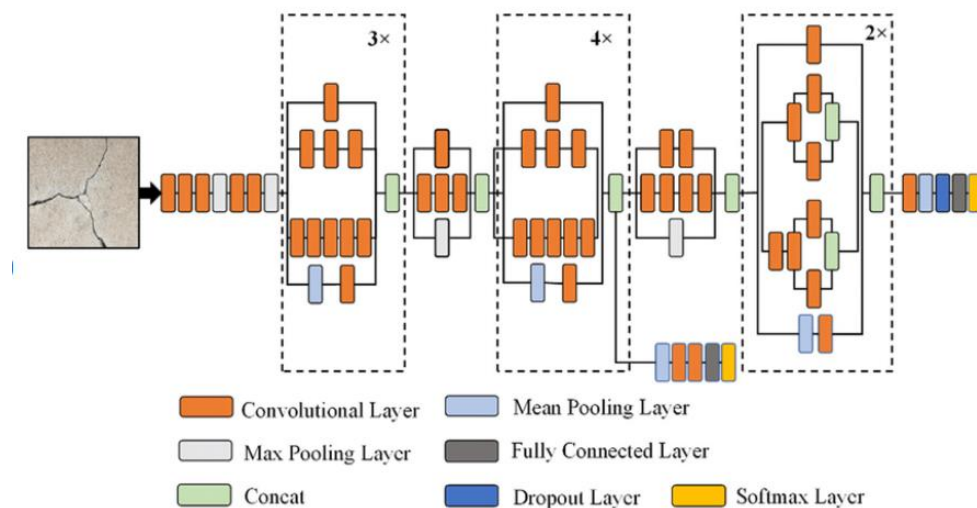 3×
4×
2×
Convolutional Layer
Mean Pooling Layer
Max Pooling Layer
Fully Connected Layer
Concat
Dropout Layer
Softmax Layer